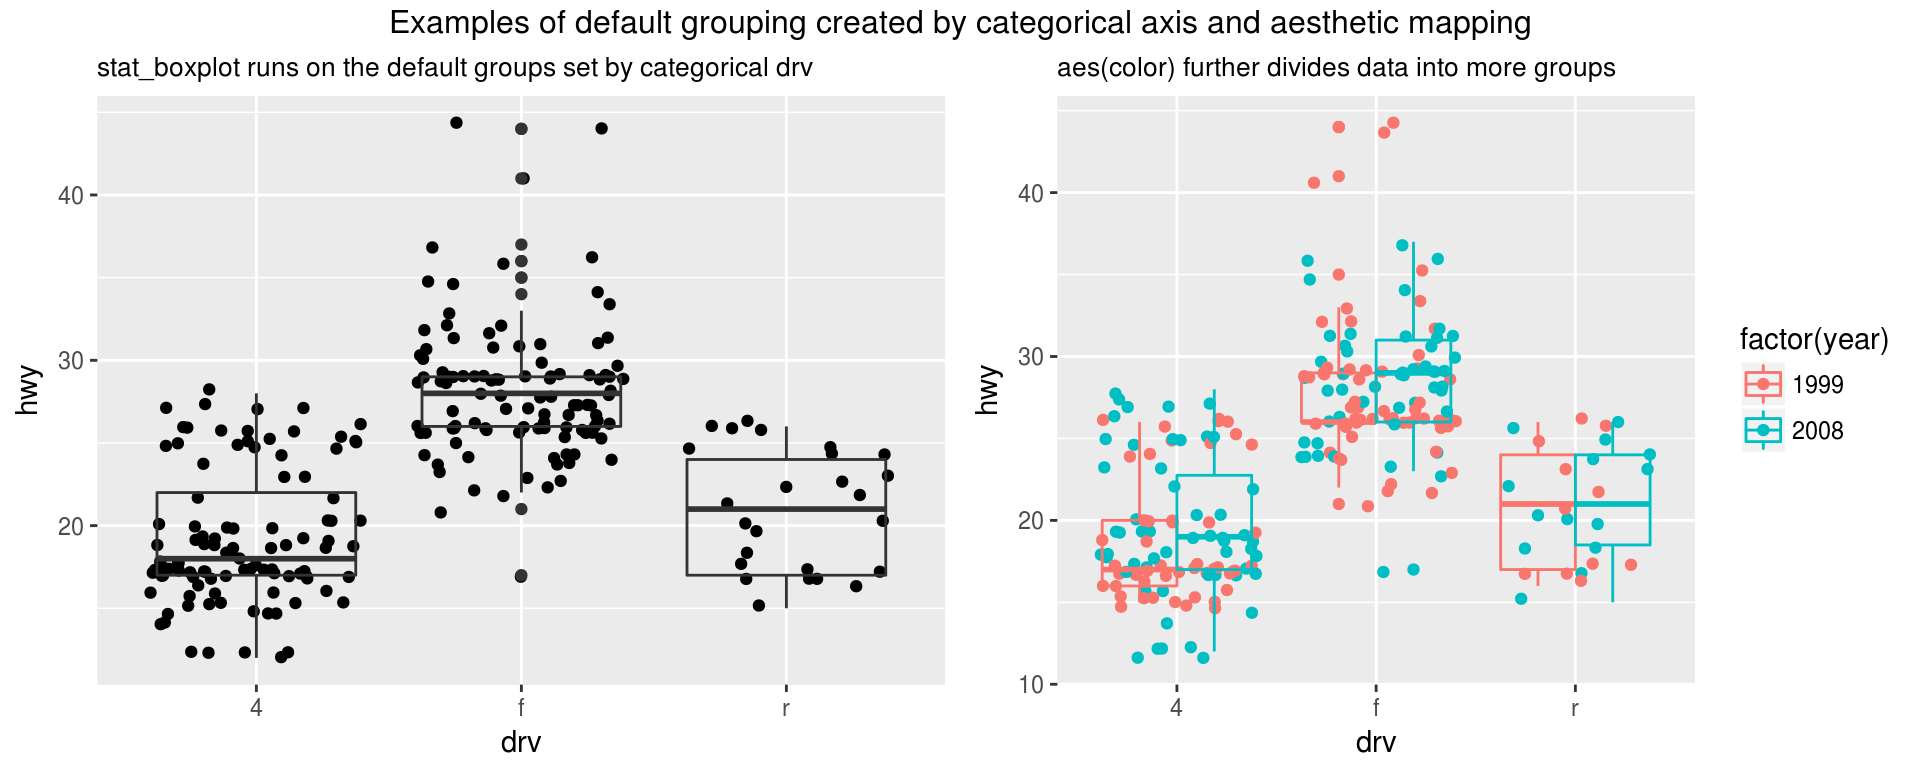 Examples of default grouping created by categorical axis and aesthetic mapping
stat_boxplot runs on the default groups set by categorical drv
hwy
40
30
20
4 f r
drv
aes(color) further divides data into more groups
hwy
40
30
20
10
4 f r
drv
factor(year)
1999
2008